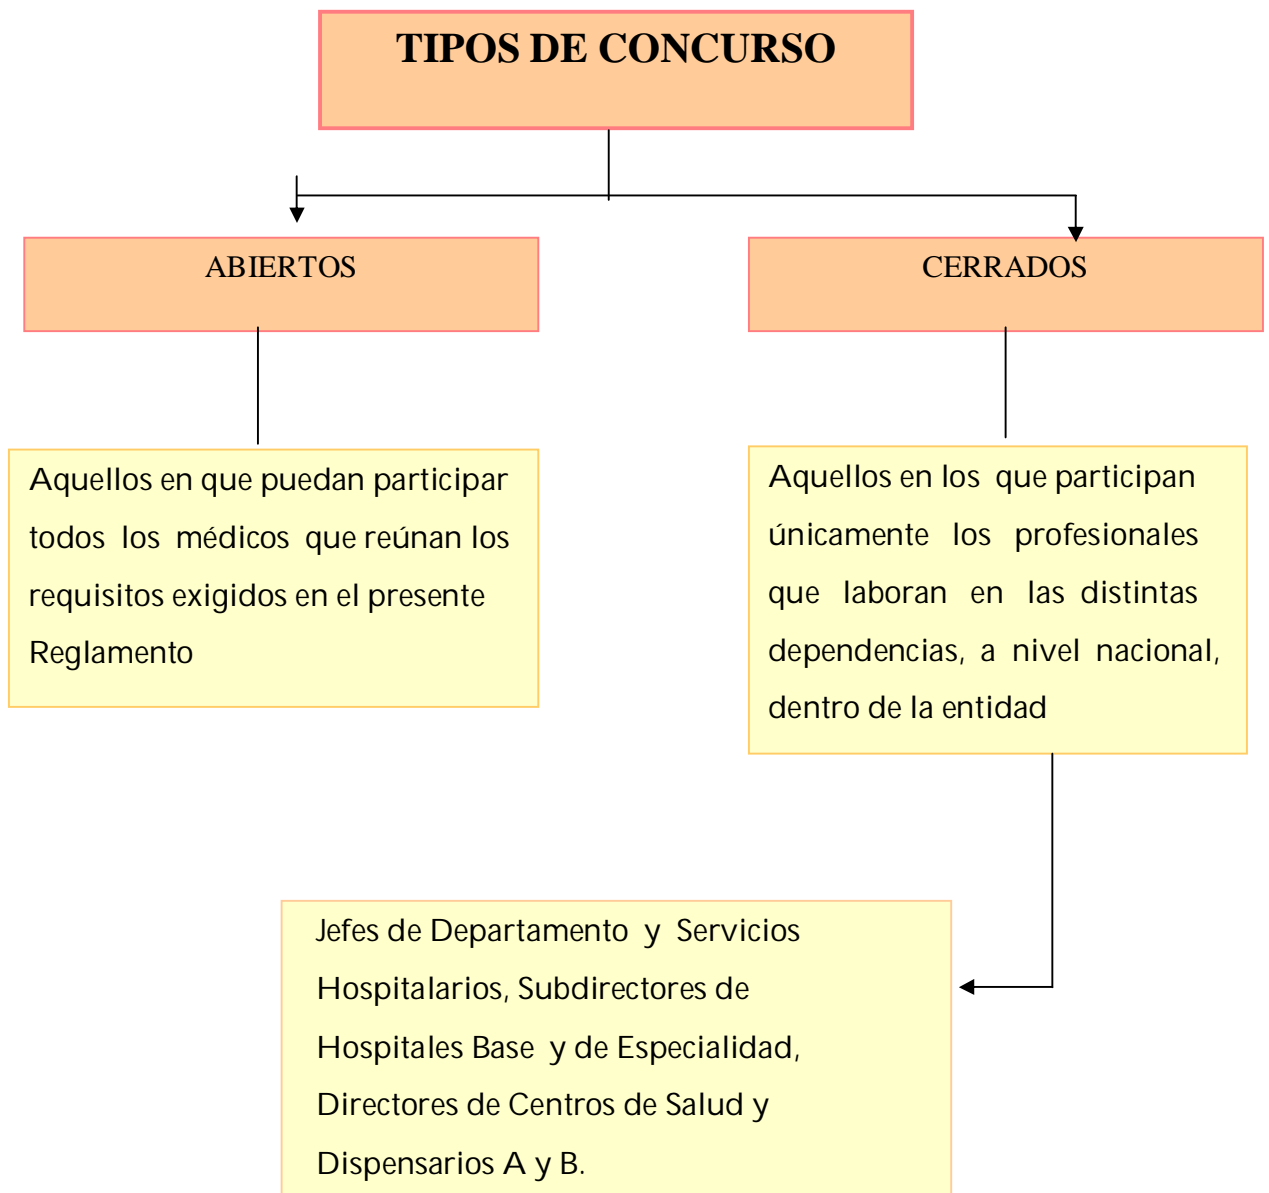 TIPOS DE CONCURSO
ABIERTOS
CERRADOS
Aquellos en que puedan participar
todos los médicos que reúnan los
requisitos exigidos en el presente
Reglamento
Aquellos en los que participan
únicamente los profesionales
que laboran en las distintas
dependencias, a nivel nacional,
dentro de la entidad
Jefes de Departamento y Servicios
Hospitalarios, Subdirectores de
Hospitales Base y de Especialidad,
Directores de Centros de Salud y
Dispensarios A y B.